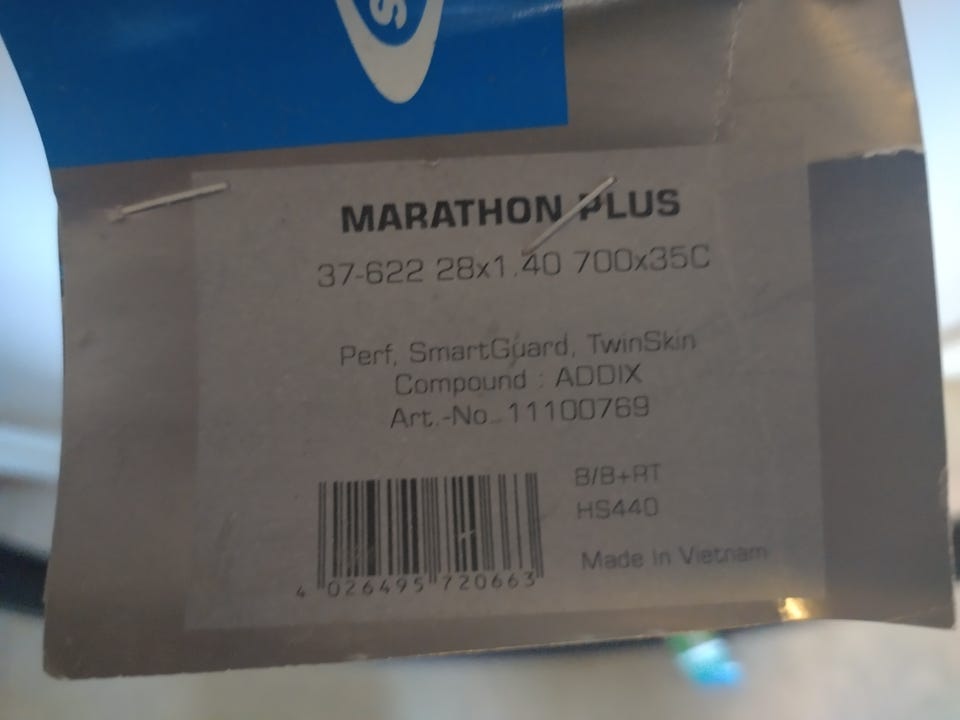 S
MARATHON PLUS
37-622 28x1.40 700x35C
Perf, SmartGuard, TwinSkin
Compound : ADDIX
Art.-No. 11100769
B/B+RT
HS440
Made in Vietnam
4 026495 720663